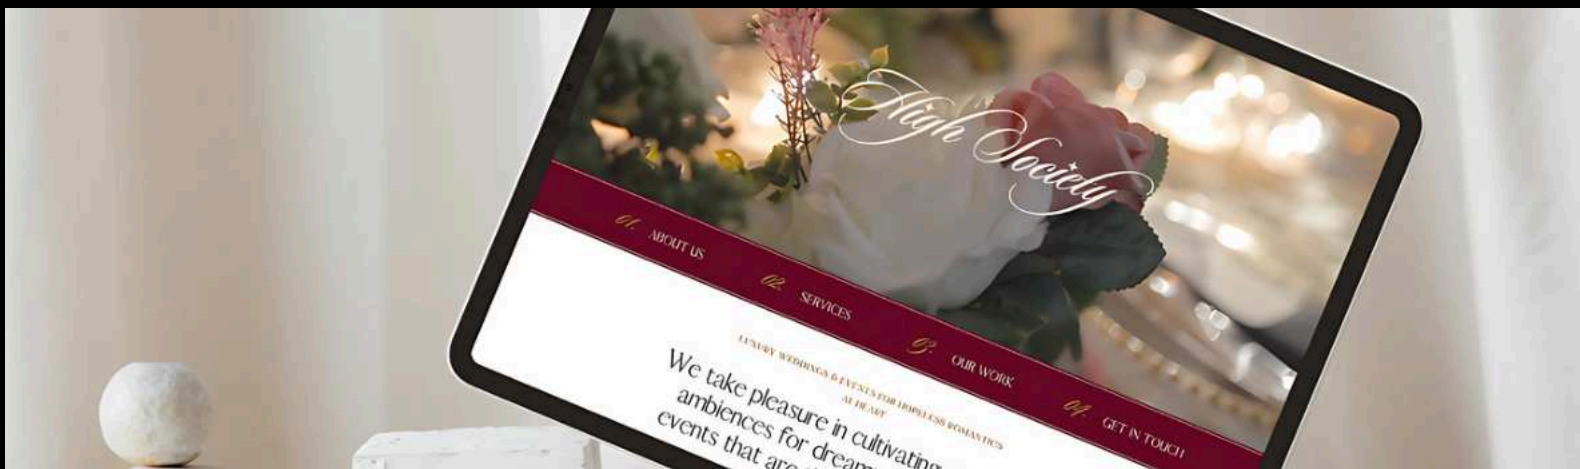 High Society
01. ABOUT US
02. SERVICES
03. OUR WORK
04. GET IN TOUCH
LUXURY WEDDINGS & EVENTS FOR HOPELESS ROMANTICS
AT HEART
We take pleasure in cultivating
ambiences for
events that are